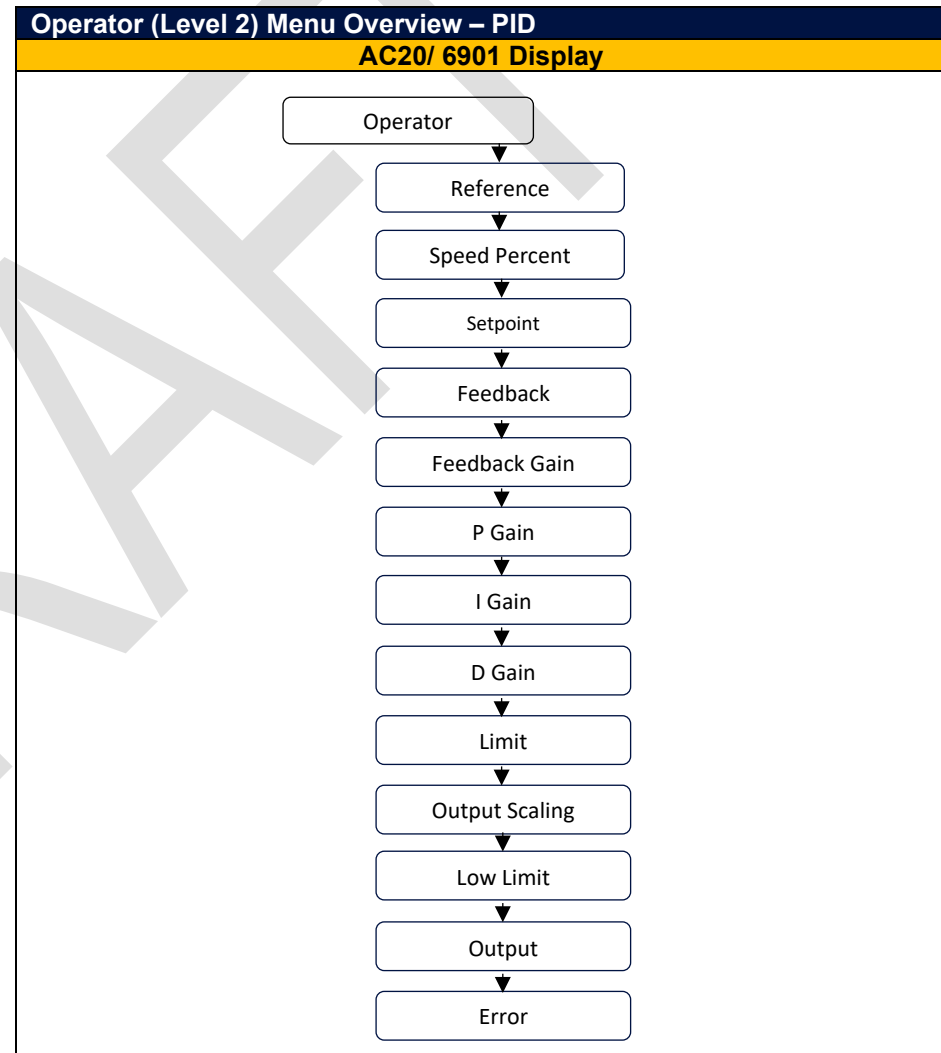 Operator (Level 2) Menu Overview – PID
AC20/ 6901 Display
Operator
Reference
Speed Percent
Setpoint
Feedback
Feedback Gain
P Gain
I Gain
D Gain
Limit
Output Scaling
Low Limit
Output
Error